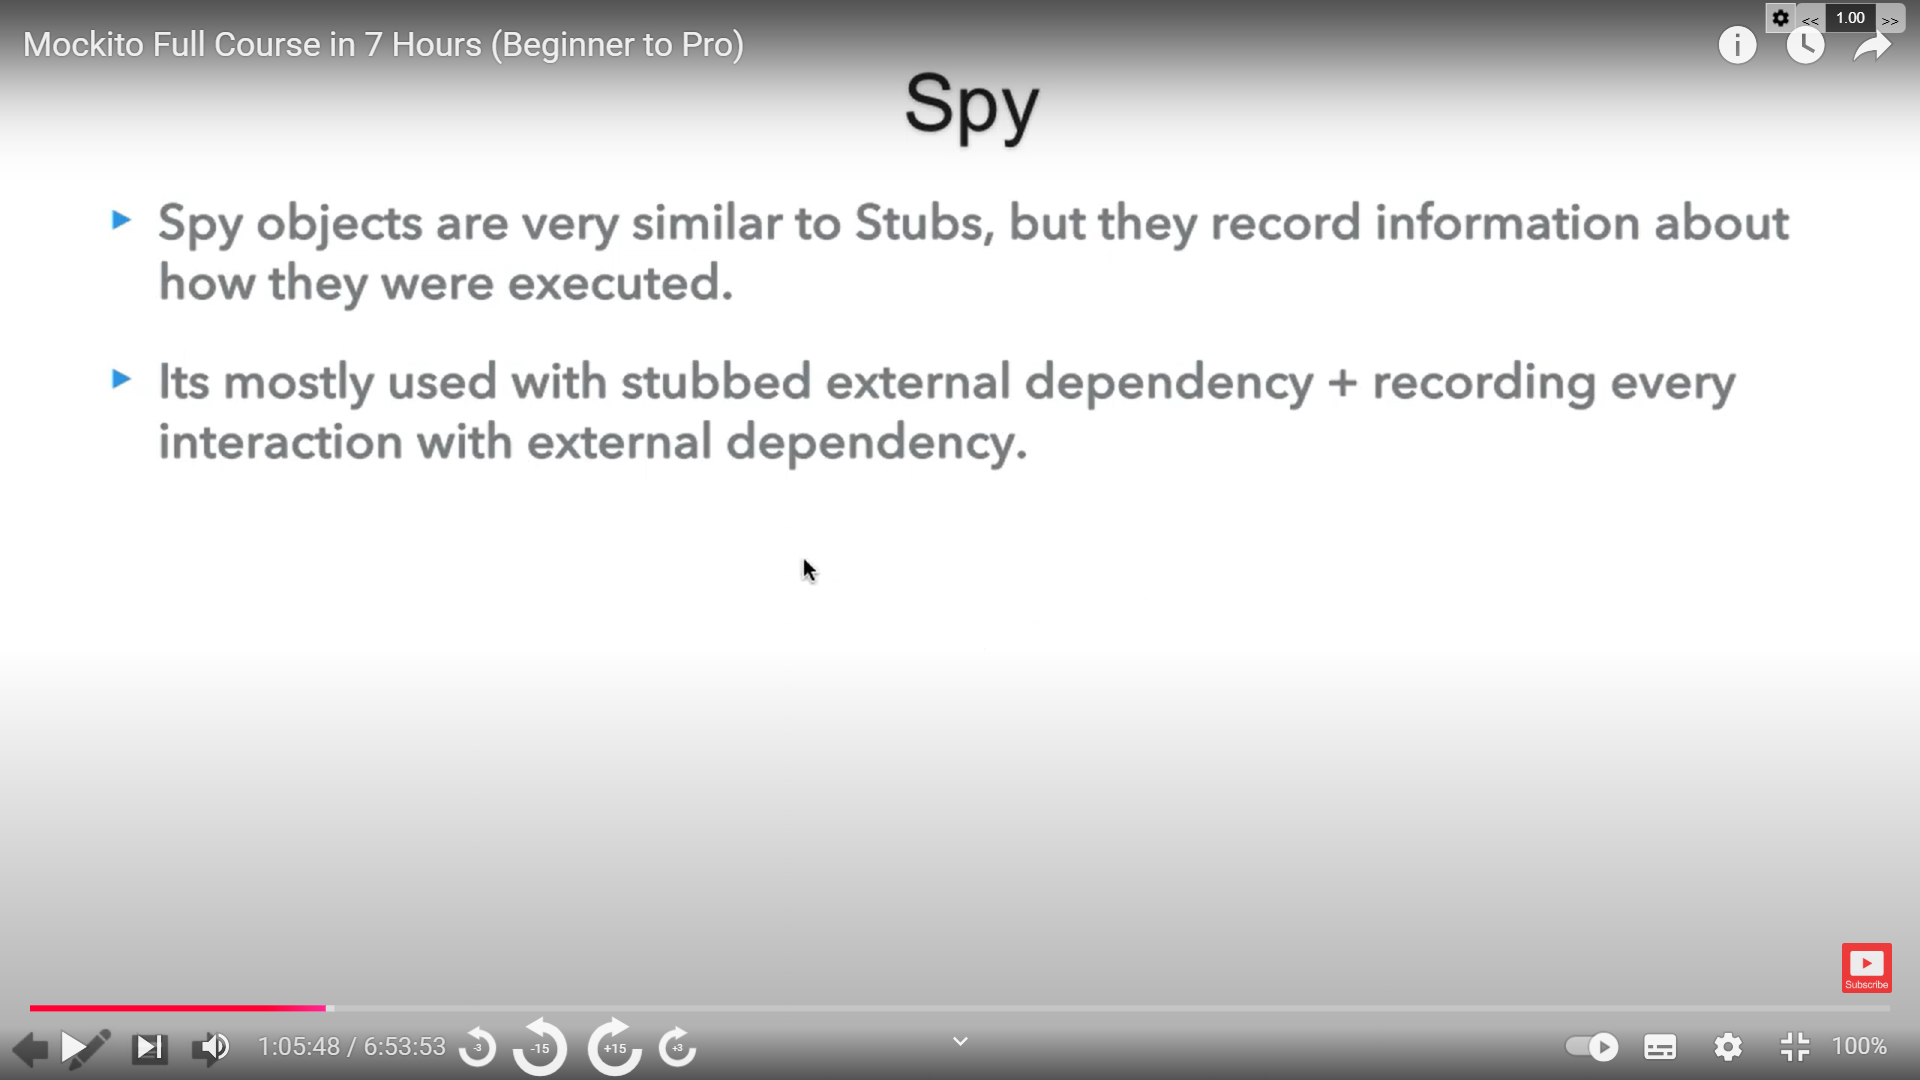 << 1.00 >>
Mockito Full Course in 7 Hours (Beginner to Pro)
Spy
Spy objects are very similar to Stubs, but they record information about
how they were executed.
Its mostly used with stubbed external dependency + recording every
interaction with external dependency.
Subscribe
1:05:48 / 6:53:53
-3
-15
+15
+3
100%